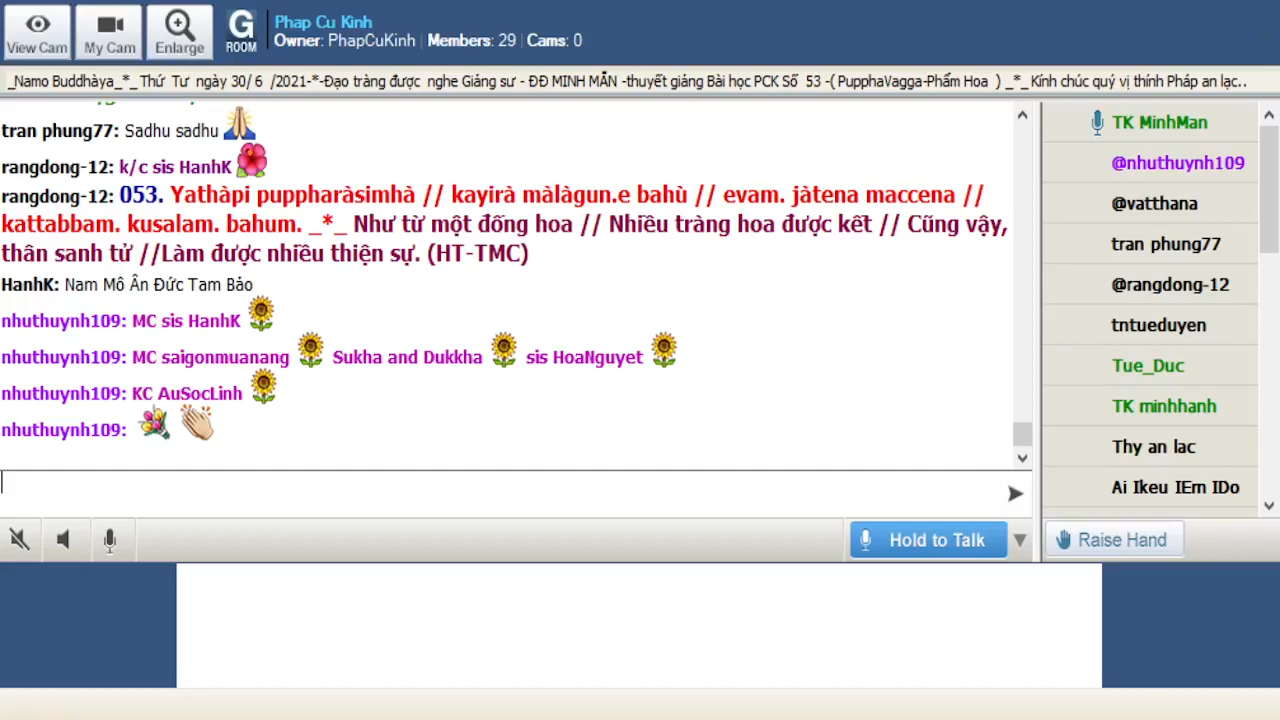 View Cam
My Cam
Enlarge
G
ROOM
Phap Cu Kinh
Owner: PhapCuKinh | Members: 29 | Cams: 0
_Namo Buddhàya_*_Thứ Tư ngày 30/ 6 /2021-*-Đạo tràng được nghe Giảng sư - ĐĐ MINH MẪN -thuyết giảng Bài học PCK Số 53 -( PupphaVagga-Phẩm Hoa ) _*_Kính chúc quý vị thính Pháp an lạc..
tran phung77: Sadhu sadhu
rangdong-12: k/c sis HanhK
rangdong-12: 053. Yathàpi puppharàsimhà // kayirà màlàgun.e bahù // evam. jàtena maccena //
kattabbam. kusalam. bahum. _*_ Như từ một đống hoa // Nhiều tràng hoa được kết // Cũng vậy,
thân sanh tử //Làm được nhiều thiện sự. (HT-TMC)
HanhK: Nam Mô Ân Đức Tam Bảo
nhuthuynh109: MC sis HanhK
nhuthuynh109: MC saigonmuanang Sukha and Dukkha sis HoaNguyet
nhuthuynh109: KC AuSocLinh
nhuthuynh109:
TK MinhMan
@nhuthuynh109
@vatthana
tran phung77
@rangdong-12
tntueduyen
Tue_Duc
TK minhhanh
Thy an lac
Ai Ikeu IEm IDo
Hold to Talk
Raise Hand